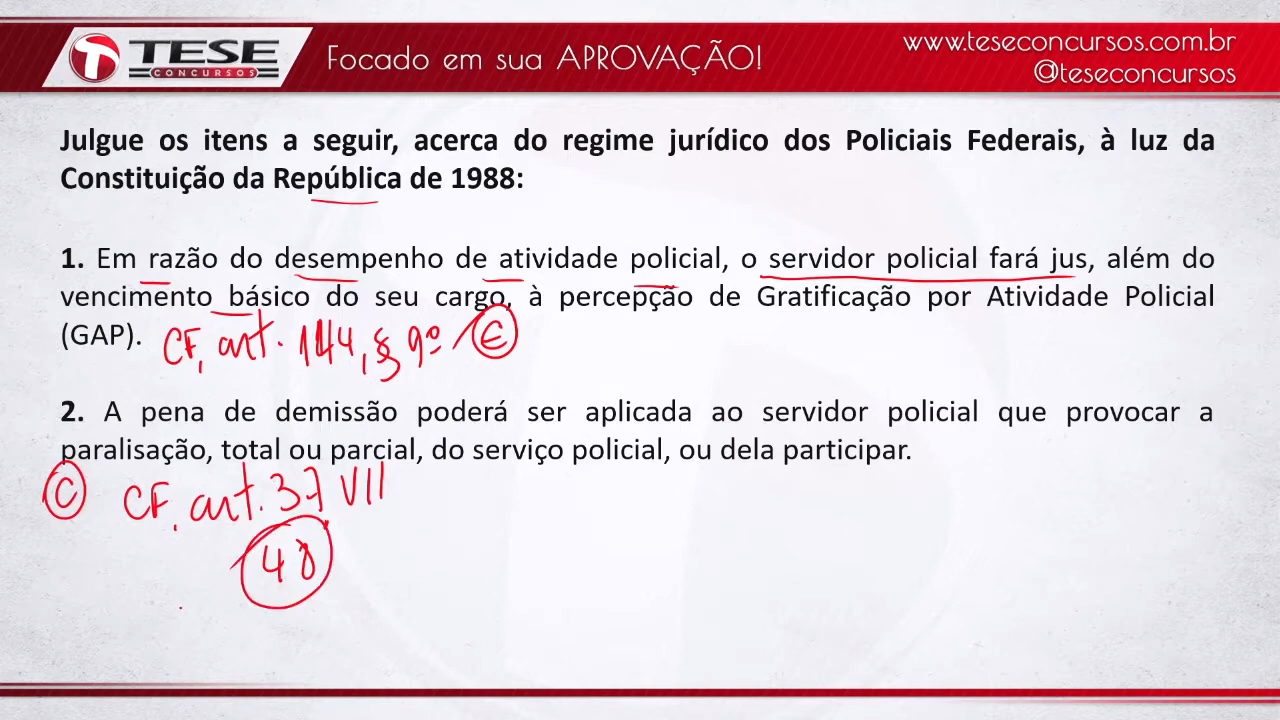 TESE
CONCURSOS
Focado em sua APROVAÇÃO!
www.teseconcursos.com.br
@teseconcursos
Julgue os itens a seguir, acerca do regime jurídico dos Policiais Federais, à luz da
Constituição da República de 1988:
1. Em razão do desempenho de atividade policial, o servidor policial fará jus, além do
vencimento básico do seu cargo, à percepção de Gratificação por Atividade Policial
(GAP).
CF, art. 144, § 9º E
2. A pena de demissão poderá ser aplicada ao servidor policial que provocar a
paralisação, total ou parcial, do serviço policial, ou dela participar.
C CF, art. 37, VII
48